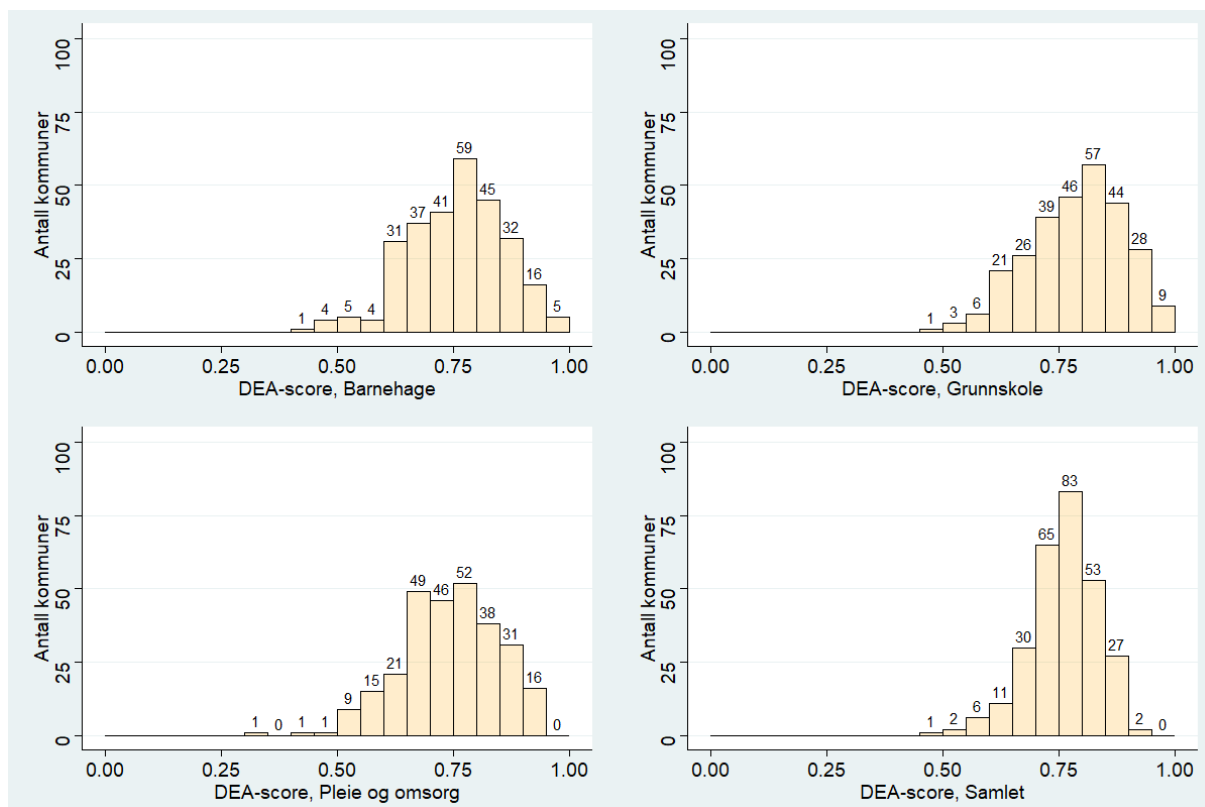 Antall kommuner
100
75
50
25
0
1 4 5 4 31 37 41 59 45 32 16 5
0.00 0.25 0.50 0.75 1.00
DEA-score, Barnehage
Antall kommuner
100
75
50
25
0
1 3 6 21 26 39 46 57 44 28 9
0.00 0.25 0.50 0.75 1.00
DEA-score, Grunnskole
Antall kommuner
100
75
50
25
0
1 0 1 1 9 15 21 49 46 52 38 31 16 0
0.00 0.25 0.50 0.75 1.00
DEA-score, Pleie og omsorg
Antall kommuner
100
75
50
25
0
1 2 6 11 30 65 83 53 27 2 0
0.00 0.25 0.50 0.75 1.00
DEA-score, Samlet